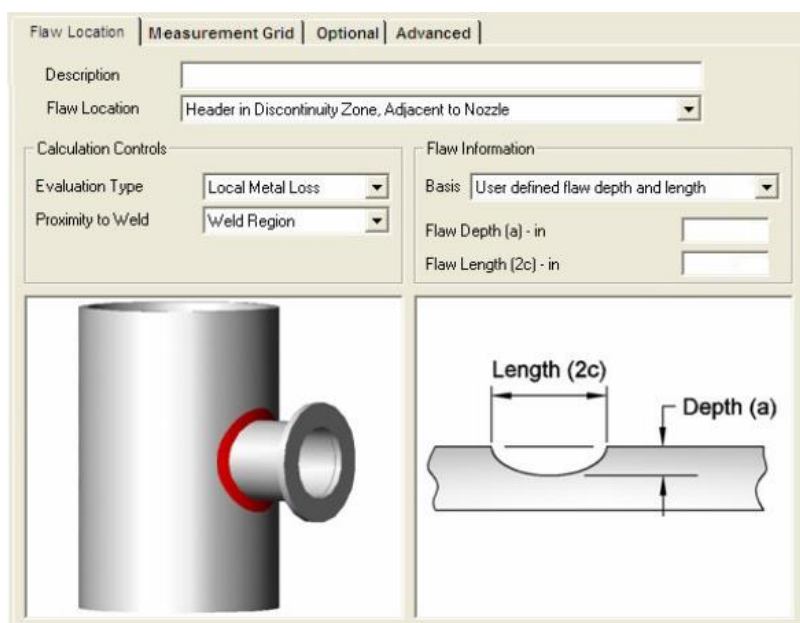 Flaw Location Measurement Grid Optional Advanced
Description
Flaw Location Header in Discontinuity Zone, Adjacent to Nozzle
Calculation Controls
Evaluation Type Local Metal Loss
Proximity to Weld Weld Region
Flaw Information
Basis User defined flaw depth and length
Flaw Depth (a) - in
Flaw Length (2c) - in
Length (2c)
Depth (a)